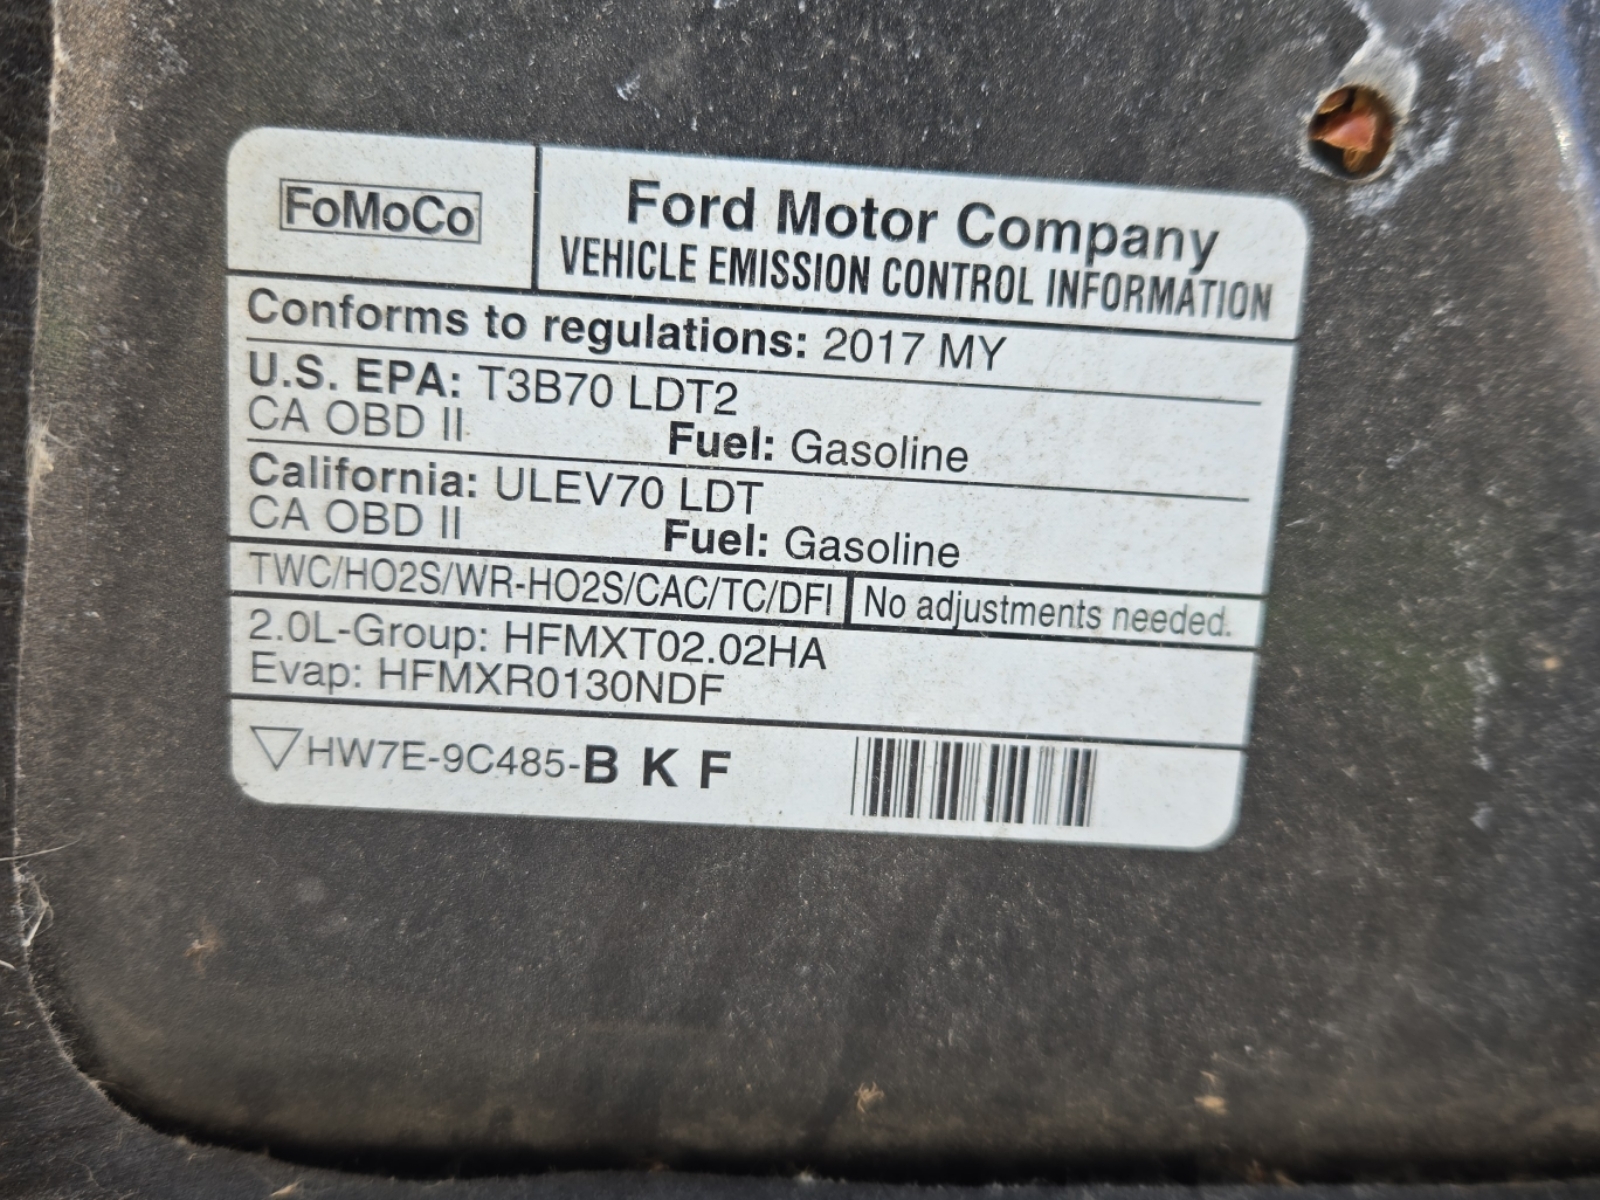 FoMoCo
Ford Motor Company
VEHICLE EMISSION CONTROL INFORMATION
Conforms to regulations: 2017 MY
U.S. EPA: T3B70 LDT2
CA OBD II Fuel: Gasoline
California: ULEV70 LDT
CA OBD II Fuel: Gasoline
TWC/HO2S/WR-HO2S/CAC/TC/DFI No adjustments needed.
2.0L-Group: HFMXT02.02HA
Evap: HFMXR0130NDF
HW7E-9C485-B K F